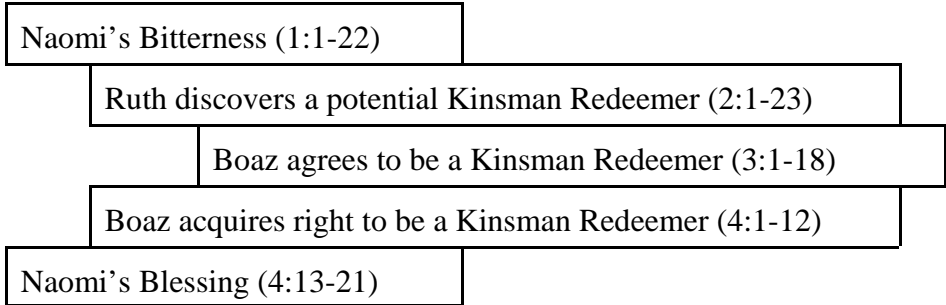 Naomi’s Bitterness (1:1-22)
Ruth discovers a potential Kinsman Redeemer (2:1-23)
Boaz agrees to be a Kinsman Redeemer (3:1-18)
Boaz acquires right to be a Kinsman Redeemer (4:1-12)
Naomi’s Blessing (4:13-21)